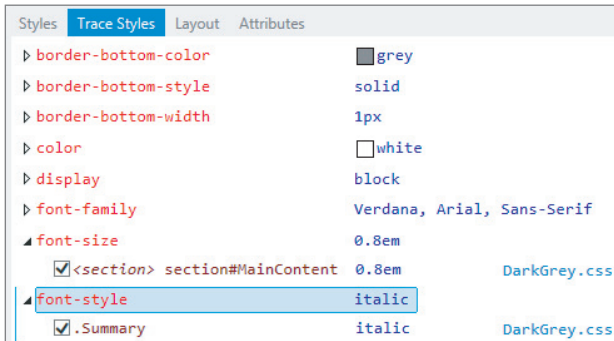 Styles Trace Styles Layout Attributes
border-bottom-color grey
border-bottom-style solid
border-bottom-width 1px
color white
display block
font-family Verdana, Arial, Sans-Serif
font-size 0.8em
<section> section#MainContent 0.8em DarkGrey.css
font-style italic
.Summary italic DarkGrey.css